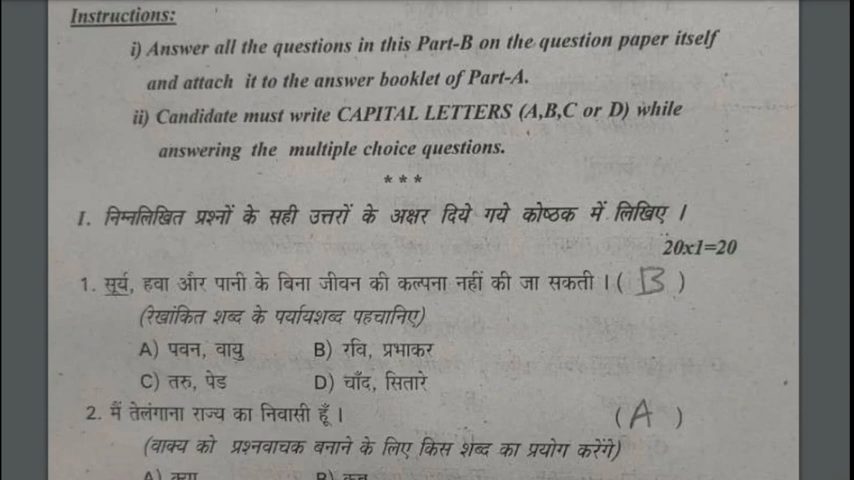 Instructions:
i) Answer all the questions in this Part-B on the question paper itself
and attach it to the answer booklet of Part-A.
ii) Candidate must write CAPITAL LETTERS (A,B,C or D) while
answering the multiple choice questions.
***
I. निम्नलिखित प्रश्नों के सही उत्तरों के अक्षर दिये गये कोष्ठक में लिखिए ।
20x1=20
1. सूर्य, हवा और पानी के बिना जीवन की कल्पना नहीं की जा सकती । ( B )
(रेखांकित शब्द के पर्यायशब्द पहचानिए)
A) पवन, वायु B) रवि, प्रभाकर
C) तरु, पेड D) चाँद, सितारे
2. मैं तेलंगाना राज्य का निवासी हूँ । ( A )
(वाक्य को प्रश्नवाचक बनाने के लिए किस शब्द का प्रयोग करेंगे)
A) क्या B) कब